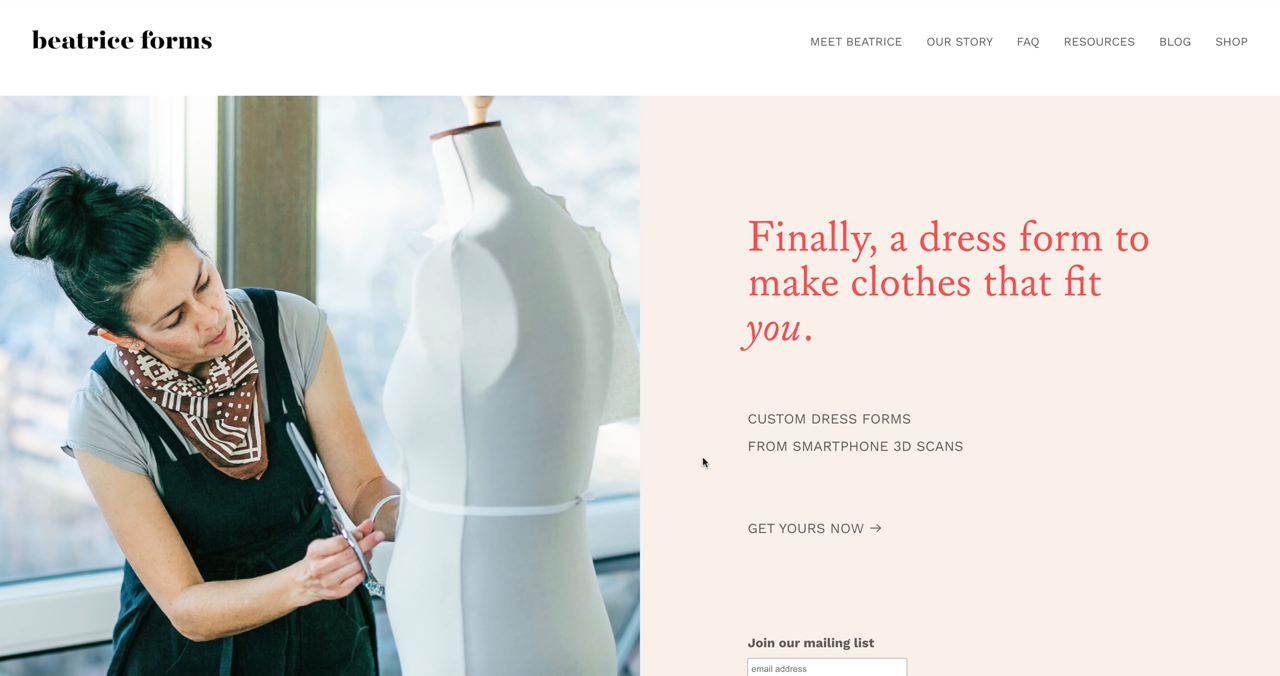 beatrice forms
MEET BEATRICE OUR STORY FAQ RESOURCES BLOG SHOP
Finally, a dress form to
make clothes that fit
you.
CUSTOM DRESS FORMS
FROM SMARTPHONE 3D SCANS
GET YOURS NOW →
Join our mailing list
email address